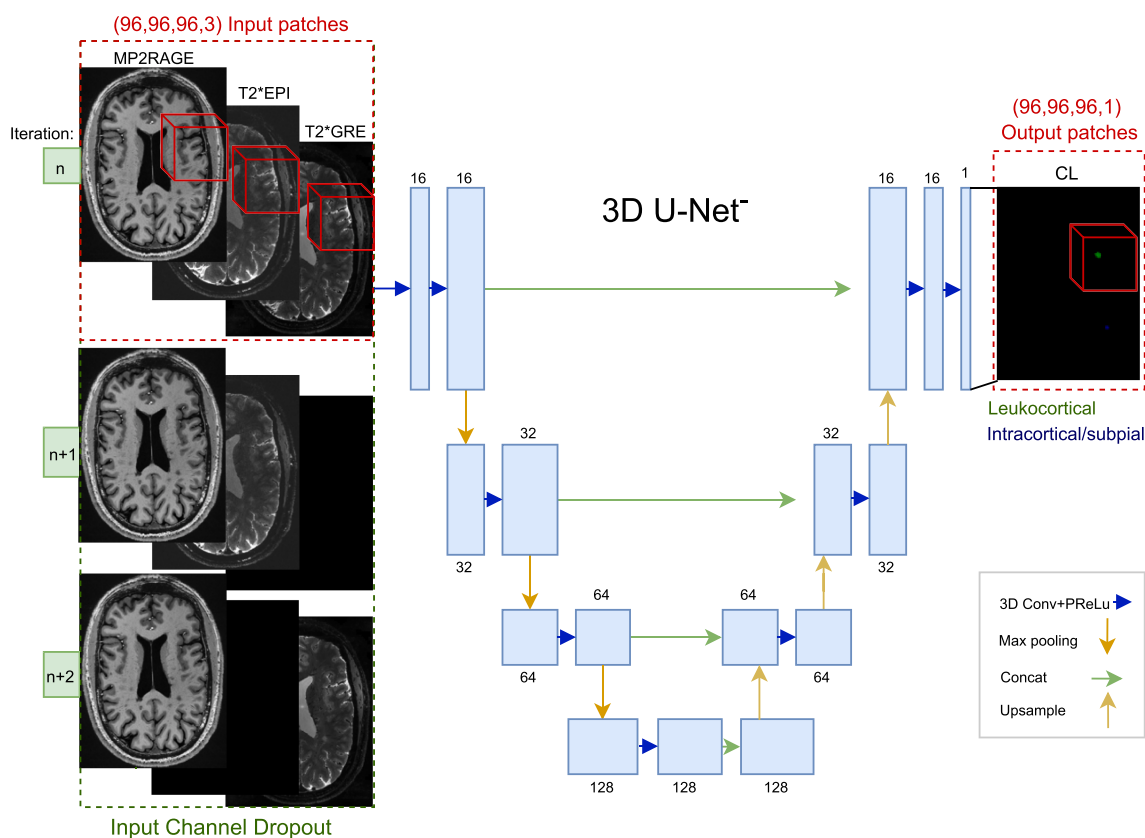 (96,96,96,3) Input patches
MP2RAGE
T2*EPI
T2*GRE
Iteration:
n
n+1
n+2
Input Channel Dropout
3D U-Net-
16
16
32
32
64
64
128
128
128
64
64
32
32
16
16
1
(96,96,96,1)
Output patches
CL
Leukocortical
Intracortical/subpial
3D Conv+PReLu
Max pooling
Concat
Upsample